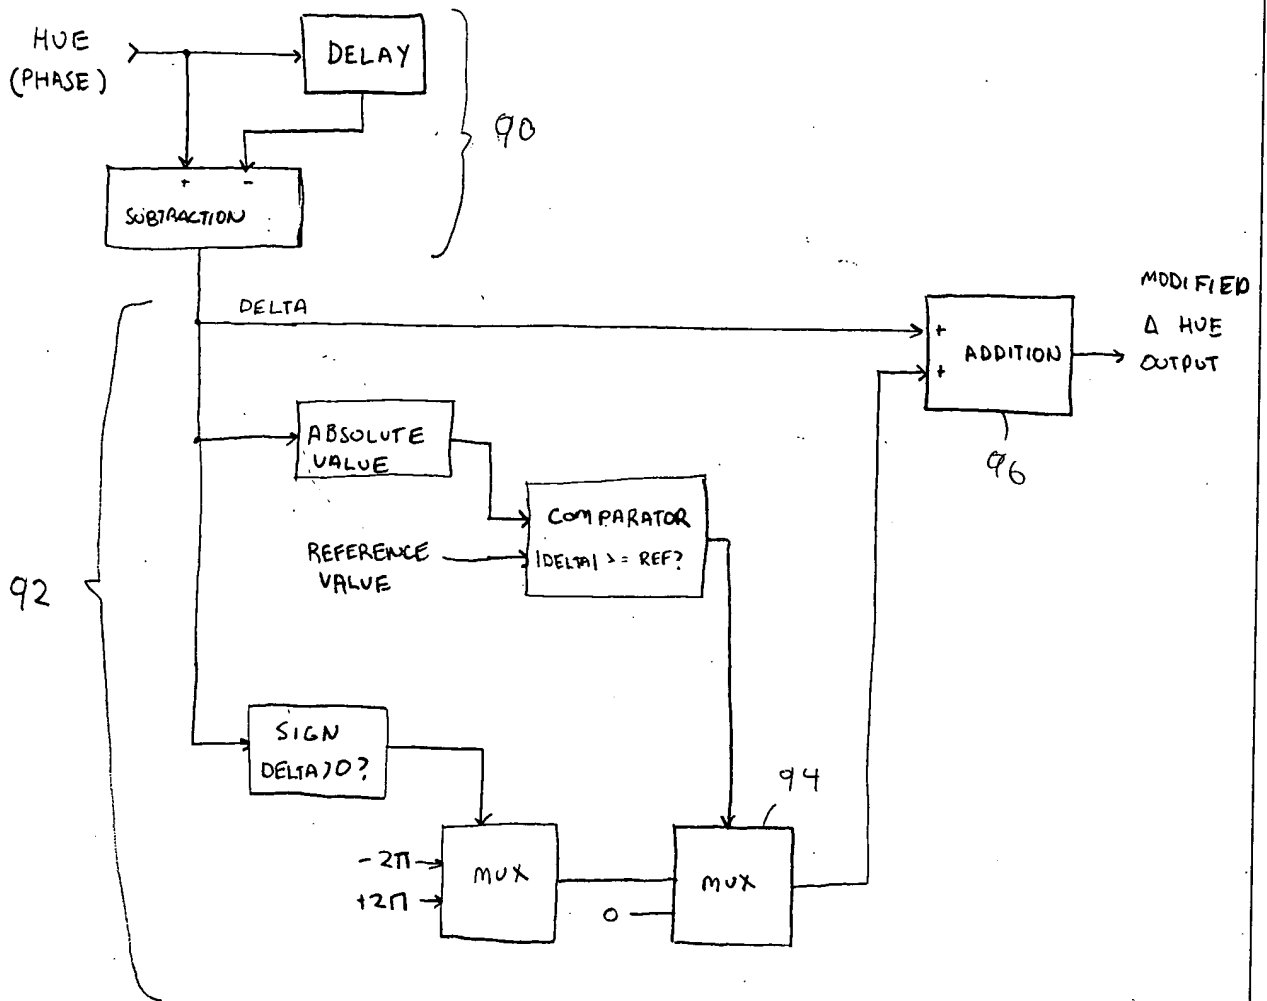 HUE
(PHASE)
DELAY
90
+ -
SUBTRACTION
DELTA
MODIFIED
Δ HUE
OUTPUT
+
ADDITION
+
96
ABSOLUTE
VALUE
COMPARATOR
|DELTA| >= REF?
REFERENCE
VALUE
92
SIGN
DELTA>0?
94
-2π
+2π
MUX
MUX
0